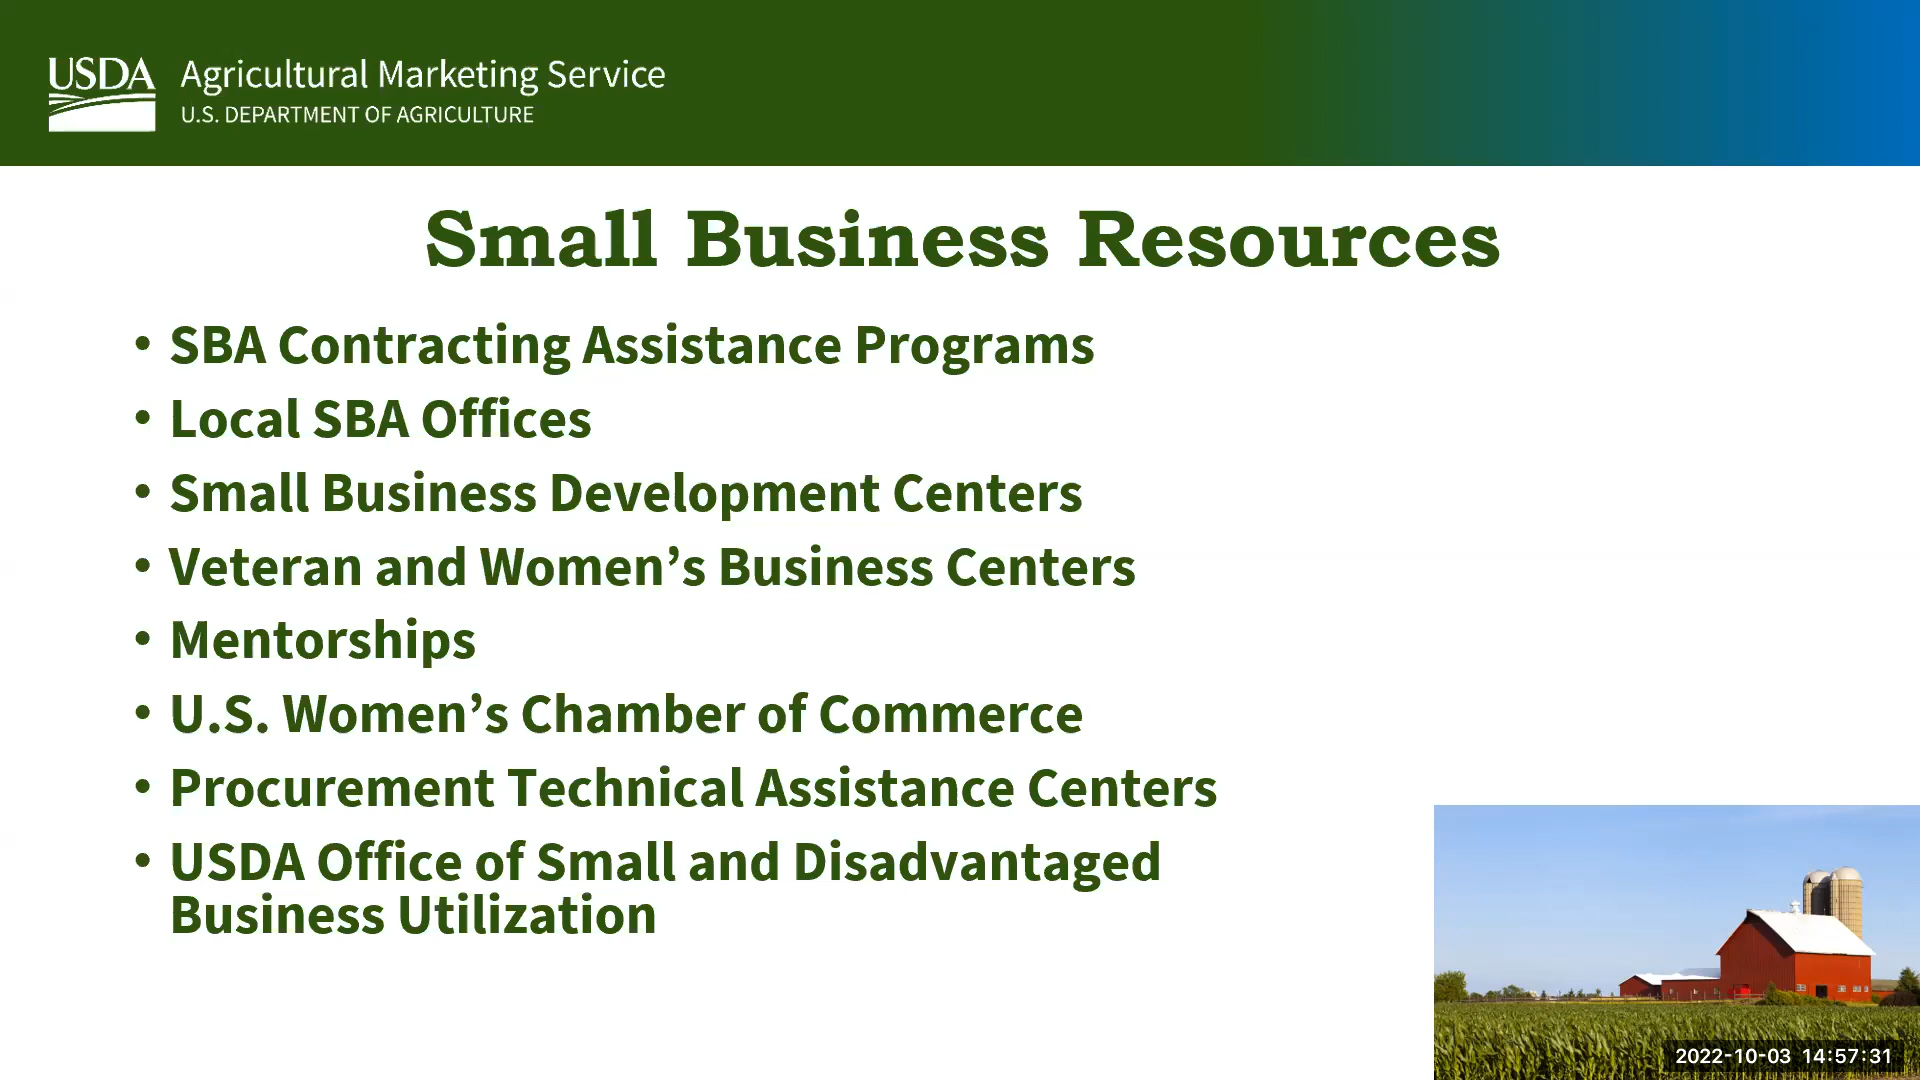 USDA
Agricultural Marketing Service
U.S. DEPARTMENT OF AGRICULTURE
Small Business Resources
• SBA Contracting Assistance Programs
• Local SBA Offices
• Small Business Development Centers
• Veteran and Women’s Business Centers
• Mentorships
• U.S. Women’s Chamber of Commerce
• Procurement Technical Assistance Centers
• USDA Office of Small and Disadvantaged
Business Utilization
2022-10-03 14:57:31